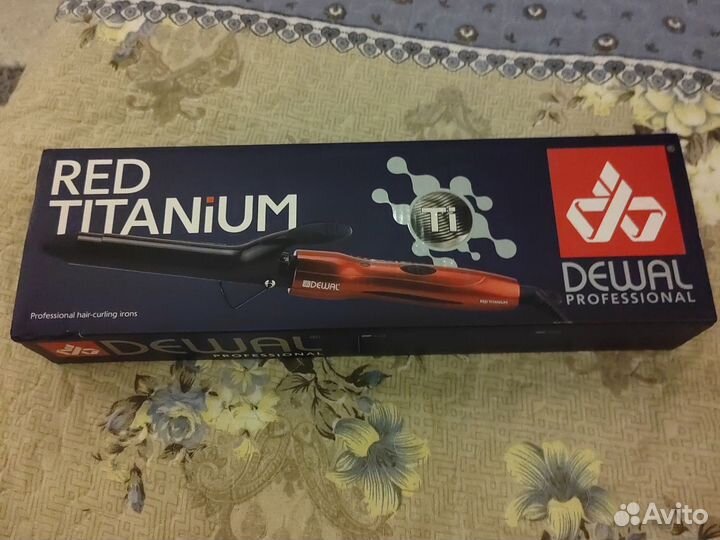 RED
TITANiUM
Ti
DEWAL
RED TITANIUM
Professional hair-curling irons
DEWAL
PROFESSIONAL
DEWAL
PROFESSIONAL
Avito